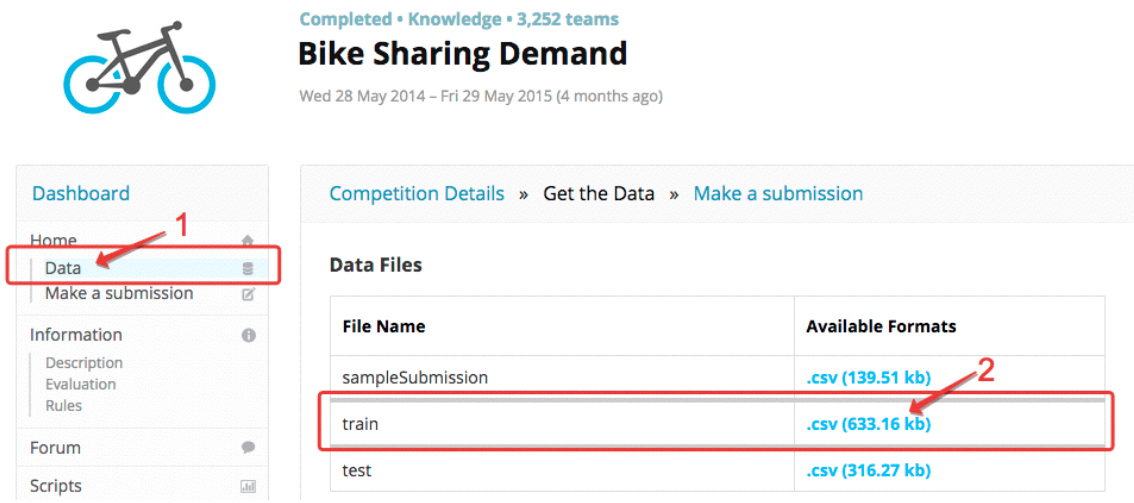 Completed • Knowledge • 3,252 teams
Bike Sharing Demand
Wed 28 May 2014 – Fri 29 May 2015 (4 months ago)
Dashboard
1
Home
Data
Make a submission
Information
Description
Evaluation
Rules
Forum
Scripts
Competition Details » Get the Data » Make a submission
Data Files
File Name Available Formats
sampleSubmission .csv (139.51 kb)
2
train .csv (633.16 kb)
test .csv (316.27 kb)